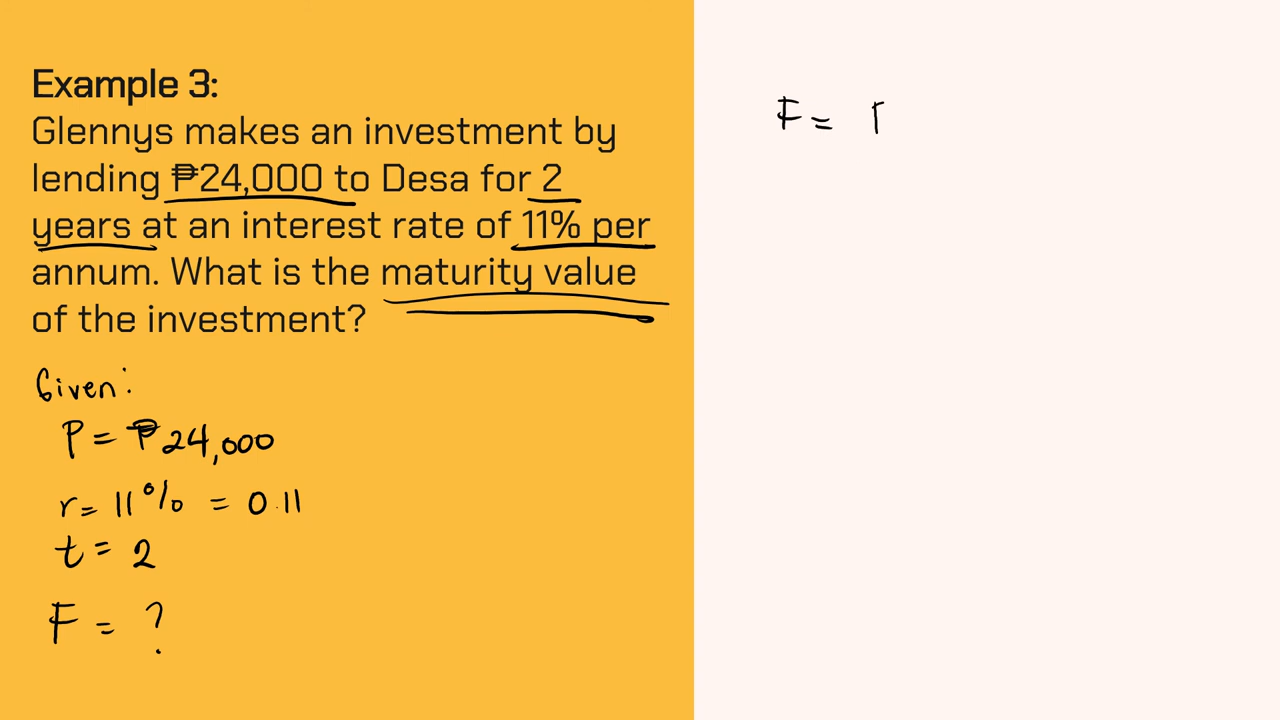 Example 3:
Glennys makes an investment by
lending ₱24,000 to Desa for 2
years at an interest rate of 11% per
annum. What is the maturity value
of the investment?
Given:
P = ₱24,000
r = 11% = 0.11
t = 2
F = ?
F =